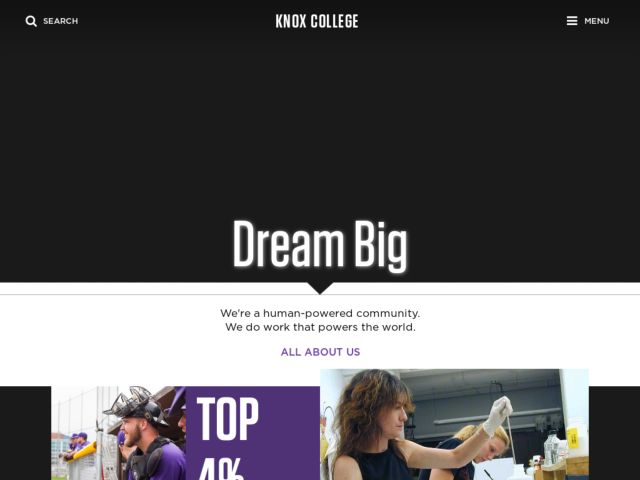 SEARCH
KNOX COLLEGE
MENU
Dream Big
We're a human-powered community.
We do work that powers the world.
ALL ABOUT US
TOP
4%